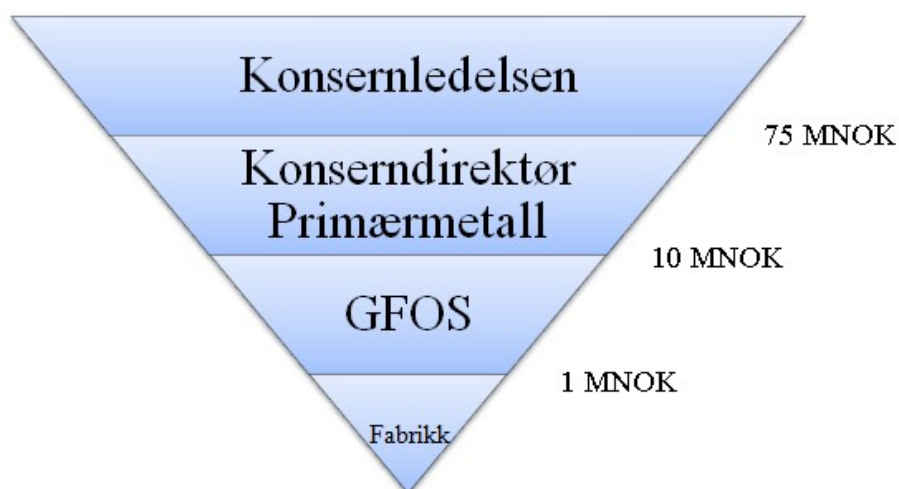 Konsernledelsen
75 MNOK
Konserndirektør
Primærmetall
10 MNOK
GFOS
1 MNOK
Fabrikk